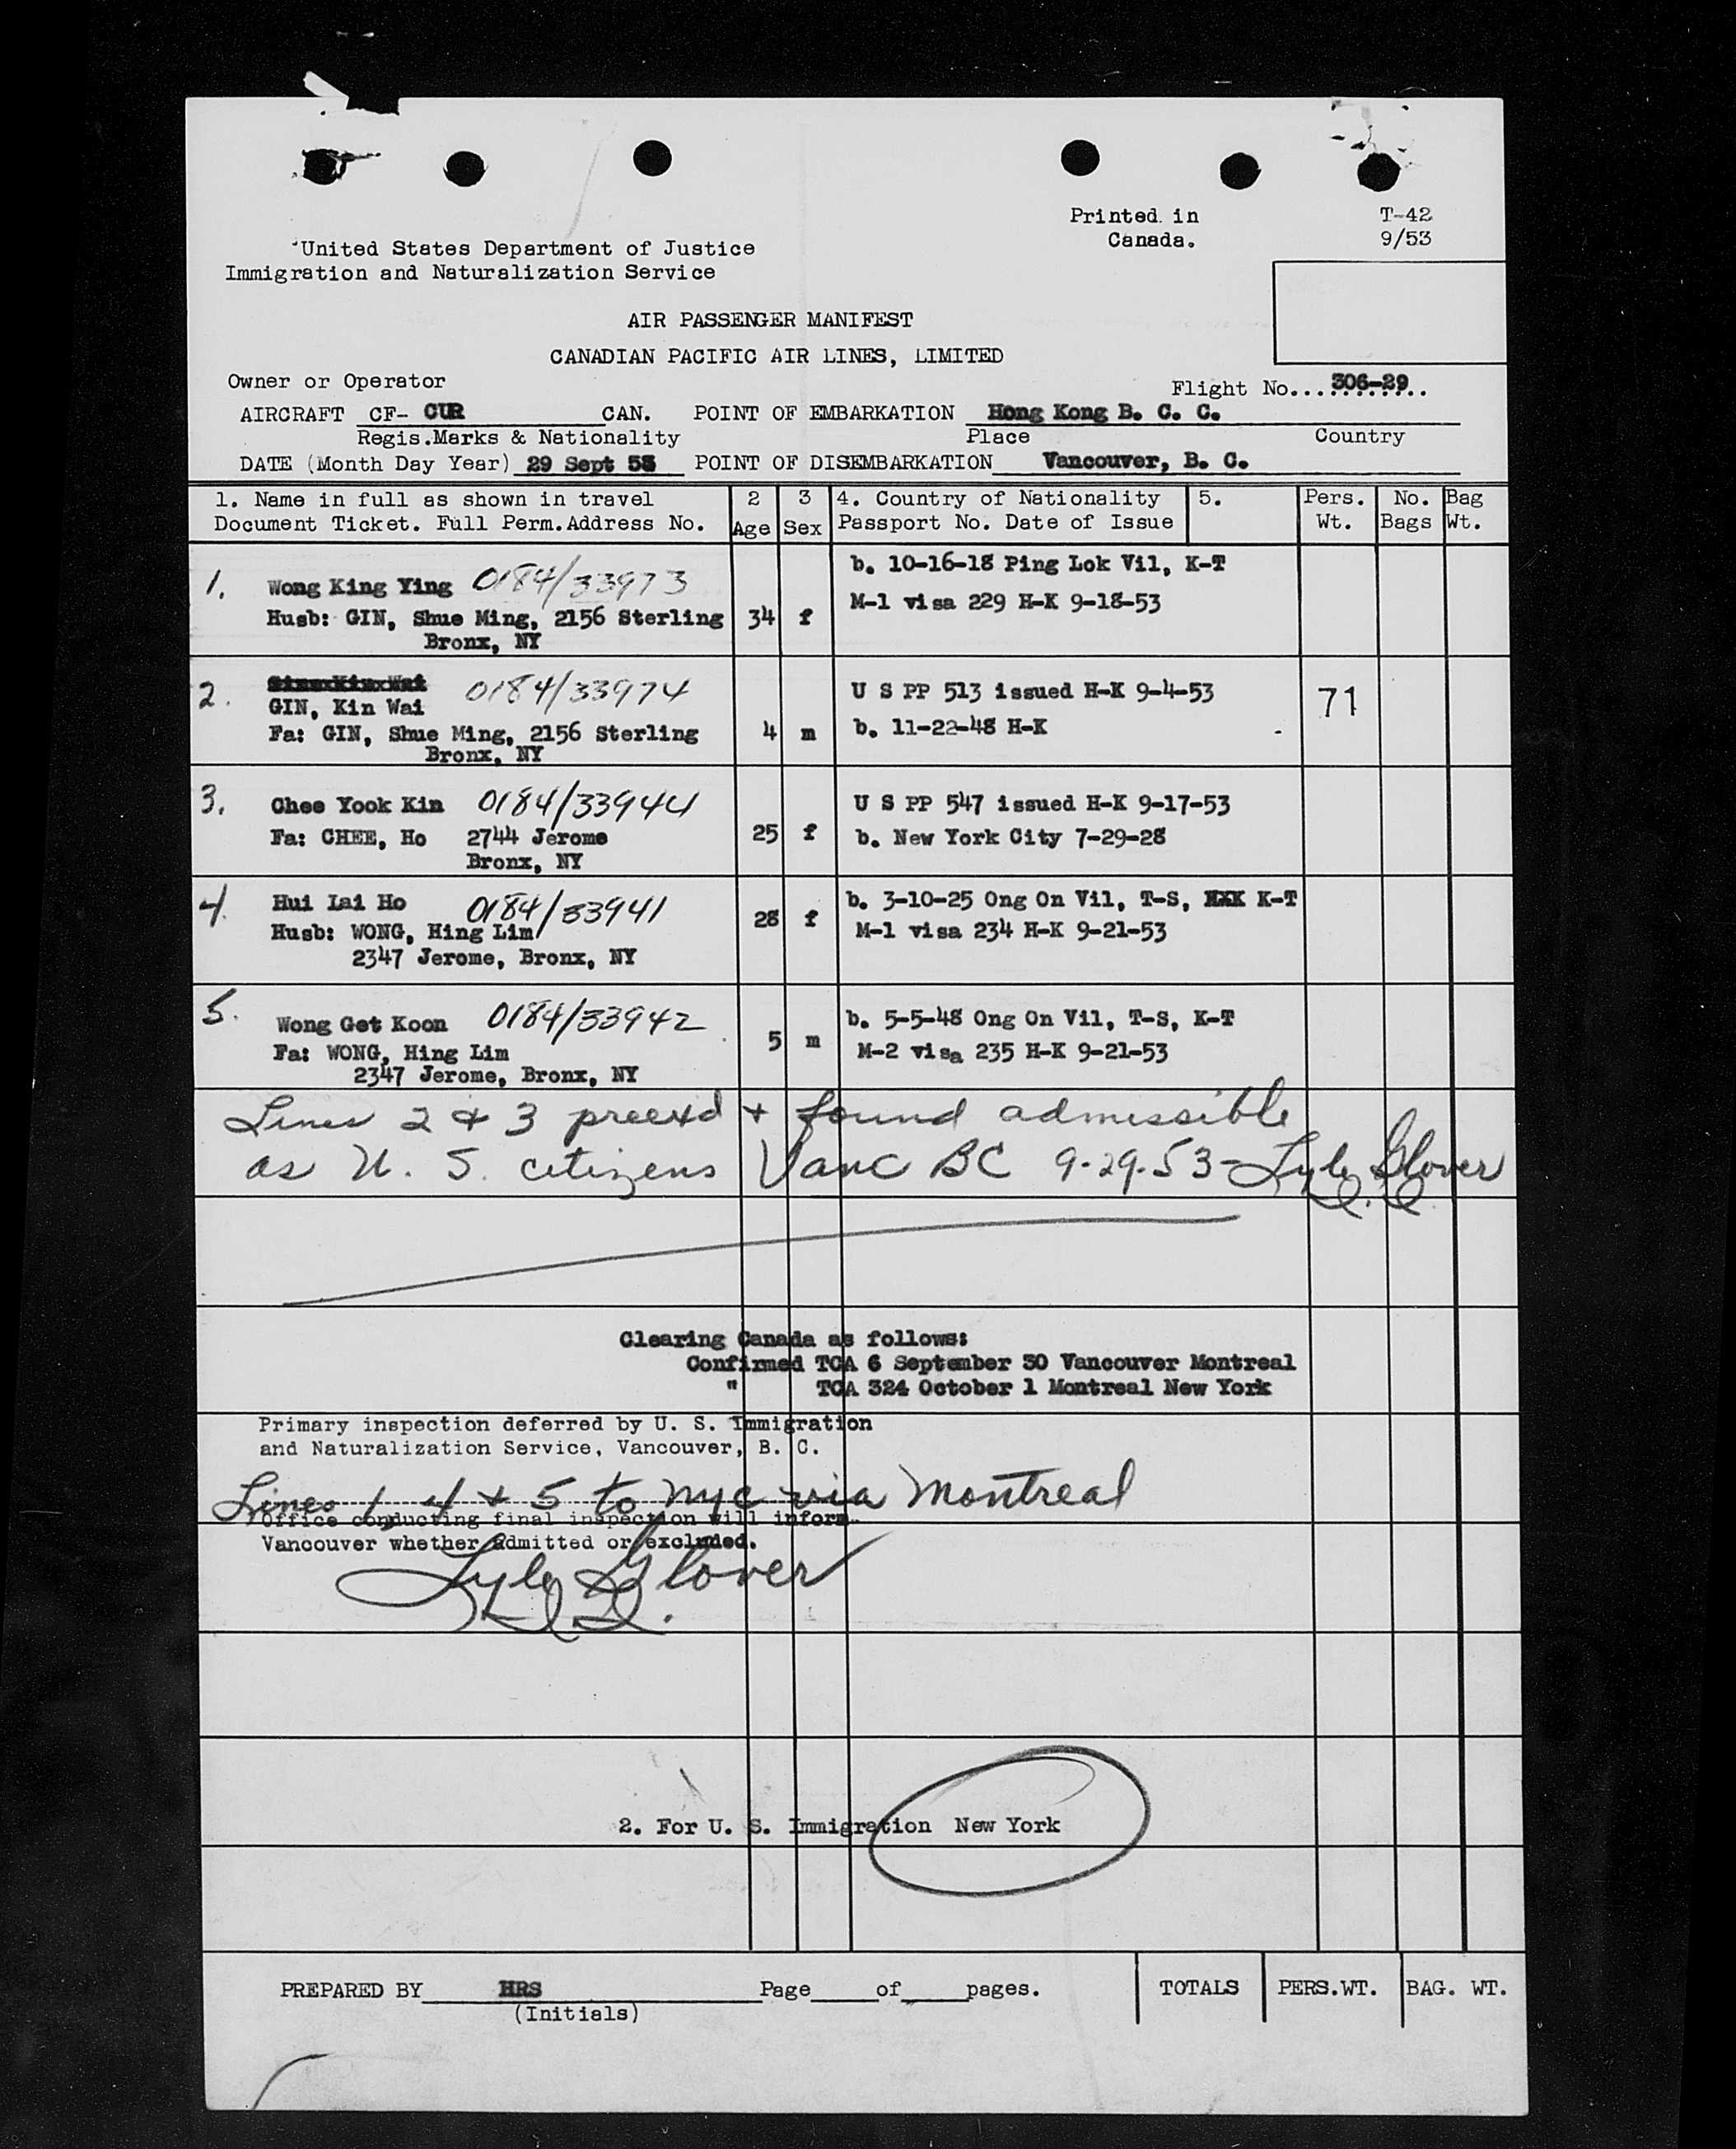 Printed in T-42
Canada. 9/53
United States Department of Justice
Immigration and Naturalization Service
AIR PASSENGER MANIFEST
CANADIAN PACIFIC AIR LINES, LIMITED
Owner or Operator Flight No....306-29..
AIRCRAFT CF- CUR CAN. POINT OF EMBARKATION Hong Kong B. C. C.
Regis.Marks & Nationality Place Country
DATE (Month Day Year) 29 Sept 53 POINT OF DISEMBARKATION Vancouver, B. C.
1. Name in full as shown in travel 2 3 4. Country of Nationality 5. Pers. No. Bag
Document Ticket. Full Perm.Address No. Age Sex Passport No. Date of Issue Wt. Bags Wt.
b. 10-16-18 Ping Lok Vil, K-T
1. Wong King Ying 0184/33973
M-1 visa 229 H-K 9-18-53
Husb: GIN, Shue Ming, 2156 Sterling 34 f
Bronx, NY
2. 0184/33974 U S PP 513 issued H-K 9-4-53 71
GIN, Kin Wai
Fa: GIN, Shue Ming, 2156 Sterling 4 m b. 11-22-48 H-K
Bronx, NY
3. Chee Yook Kin 0184/33944 U S PP 547 issued H-K 9-17-53
Fa: CHEE, Ho 2744 Jerome 25 f b. New York City 7-29-28
Bronx, NY
4. Hui Lai Ho 0184/33941 b. 3-10-25 Ong On Vil, T-S, K-T
Husb: WONG, Hing Lim 28 f M-1 visa 234 H-K 9-21-53
2347 Jerome, Bronx, NY
5. Wong Get Koon 0184/33942 b. 5-5-48 Ong On Vil, T-S, K-T
Fa: WONG, Hing Lim 5 m M-2 visa 235 H-K 9-21-53
2347 Jerome, Bronx, NY
Lines 2 & 3 preexd + found admissible
as U. S. citizens Vanc BC 9-29-53- Lyle Glover
Clearing Canada as follows:
Confirmed TCA 6 September 30 Vancouver Montreal
" TCA 324 October 1 Montreal New York
Primary inspection deferred by U. S. Immigration
and Naturalization Service, Vancouver, B. C.
Lines 1, 4 + 5 to NYC via Montreal
Office conducting final inspection will inform
Vancouver whether admitted or excluded.
Lyle Glover
2. For U. S. Immigration New York
PREPARED BY HRS Page of pages. TOTALS PERS.WT. BAG. WT.
(Initials)